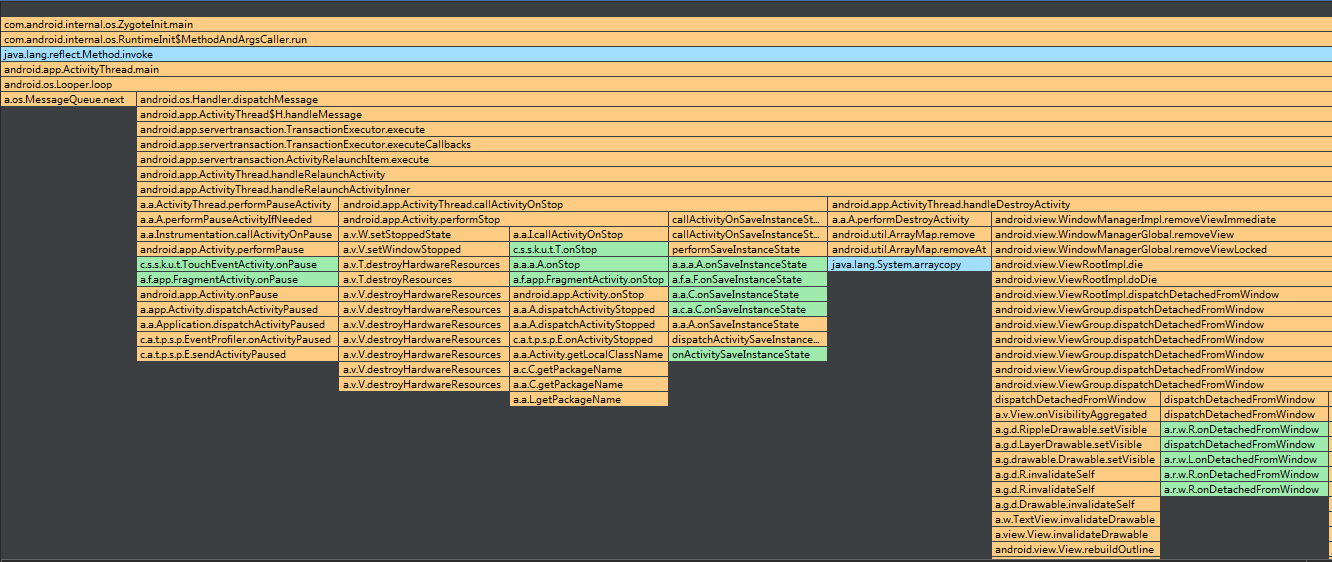 com.android.internal.os.ZygoteInit.main
com.android.internal.os.RuntimeInit$MethodAndArgsCaller.run
java.lang.reflect.Method.invoke
android.app.ActivityThread.main
android.os.Looper.loop
a.os.MessageQueue.next android.os.Handler.dispatchMessage
android.app.ActivityThread$H.handleMessage
android.app.servertransaction.TransactionExecutor.execute
android.app.servertransaction.TransactionExecutor.executeCallbacks
android.app.servertransaction.ActivityRelaunchItem.execute
android.app.ActivityThread.handleRelaunchActivity
android.app.ActivityThread.handleRelaunchActivityInner
a.a.ActivityThread.performPauseActivity android.app.ActivityThread.callActivityOnStop android.app.ActivityThread.handleDestroyActivity
a.a.A.performPauseActivityIfNeeded android.app.Activity.performStop callActivityOnSaveInstanceSt... a.a.A.performDestroyActivity android.view.WindowManagerImpl.removeViewImmediate
a.a.Instrumentation.callActivityOnPause a.v.W.setStoppedState a.a.I.callActivityOnStop callActivityOnSaveInstanceSt... android.util.ArrayMap.remove android.view.WindowManagerGlobal.removeView
android.app.Activity.performPause a.v.V.setWindowStopped c.s.s.k.u.t.T.onStop performSaveInstanceState android.util.ArrayMap.removeAt android.view.WindowManagerGlobal.removeViewLocked
c.s.s.k.u.t.TouchEventActivity.onPause a.v.T.destroyHardwareResources a.a.a.A.onStop a.a.a.A.onSaveInstanceState java.lang.System.arraycopy android.view.ViewRootImpl.die
a.f.app.FragmentActivity.onPause a.v.T.destroyResources a.f.app.FragmentActivity.onStop a.f.a.F.onSaveInstanceState android.view.ViewRootImpl.doDie
android.app.Activity.onPause a.v.V.destroyHardwareResources android.app.Activity.onStop a.a.C.onSaveInstanceState android.view.ViewRootImpl.dispatchDetachedFromWindow
a.app.Activity.dispatchActivityPaused a.v.V.destroyHardwareResources a.a.A.dispatchActivityStopped a.c.a.C.onSaveInstanceState android.view.ViewGroup.dispatchDetachedFromWindow
a.a.Application.dispatchActivityPaused a.v.V.destroyHardwareResources a.a.A.dispatchActivityStopped a.a.A.onSaveInstanceState android.view.ViewGroup.dispatchDetachedFromWindow
c.a.t.p.s.p.EventProfiler.onActivityPaused a.v.V.destroyHardwareResources c.a.t.p.s.p.E.onActivityStopped dispatchActivitySaveInstance... android.view.ViewGroup.dispatchDetachedFromWindow
c.a.t.p.s.p.E.sendActivityPaused a.v.V.destroyHardwareResources a.a.Activity.getLocalClassName onActivitySaveInstanceState android.view.ViewGroup.dispatchDetachedFromWindow
a.v.V.destroyHardwareResources a.c.C.getPackageName android.view.ViewGroup.dispatchDetachedFromWindow
a.v.V.destroyHardwareResources a.a.C.getPackageName android.view.ViewGroup.dispatchDetachedFromWindow
a.a.L.getPackageName dispatchDetachedFromWindow dispatchDetachedFromWindow
a.v.View.onVisibilityAggregated dispatchDetachedFromWindow
a.g.d.RippleDrawable.setVisible a.r.w.R.onDetachedFromWindow
a.g.d.LayerDrawable.setVisible dispatchDetachedFromWindow
a.g.drawable.Drawable.setVisible a.r.w.L.onDetachedFromWindow
a.g.d.R.invalidateSelf a.r.w.R.onDetachedFromWindow
a.g.d.R.invalidateSelf a.r.w.R.onDetachedFromWindow
a.g.d.Drawable.invalidateSelf
a.w.TextView.invalidateDrawable
a.view.View.invalidateDrawable
android.view.View.rebuildOutline